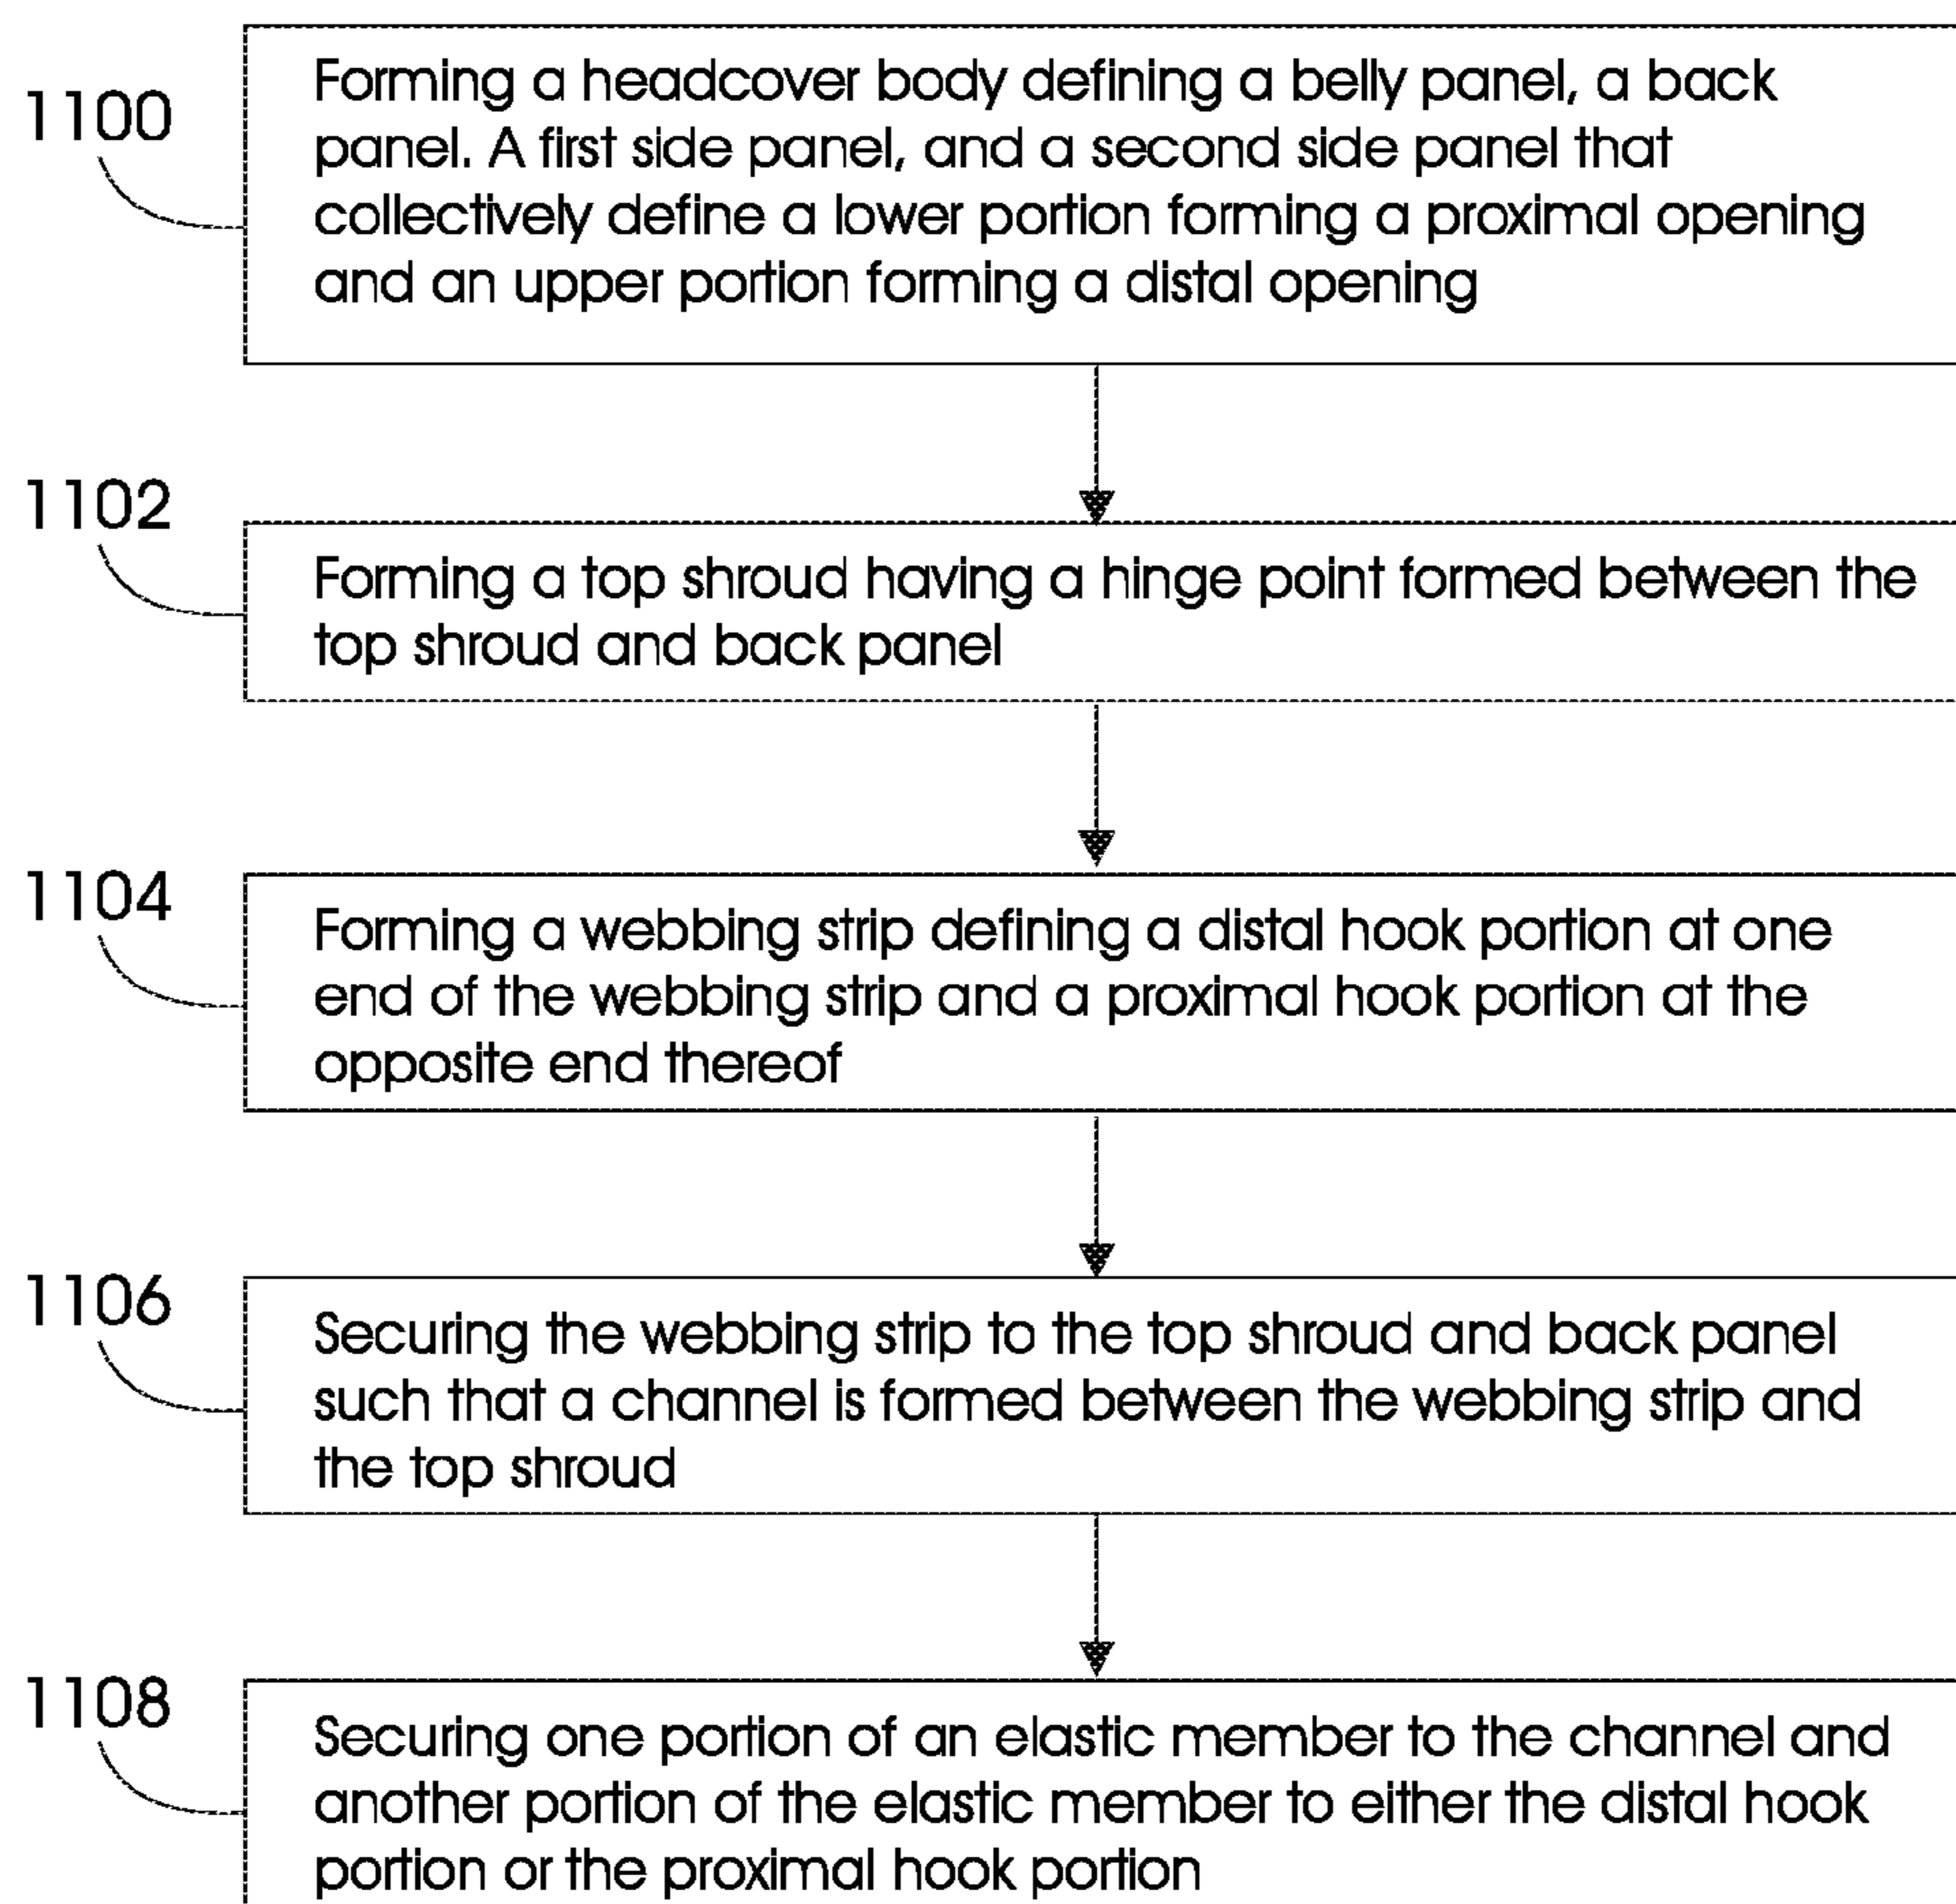 1100
Forming a headcover body defining a belly panel, a back
panel. A first side panel, and a second side panel that
collectively define a lower portion forming a proximal opening
and an upper portion forming a distal opening
1102
Forming a top shroud having a hinge point formed between the
top shroud and back panel
1104
Forming a webbing strip defining a distal hook portion at one
end of the webbing strip and a proximal hook portion at the
opposite end thereof
1106
Securing the webbing strip to the top shroud and back panel
such that a channel is formed between the webbing strip and
the top shroud
1108
Securing one portion of an elastic member to the channel and
another portion of the elastic member to either the distal hook
portion or the proximal hook portion